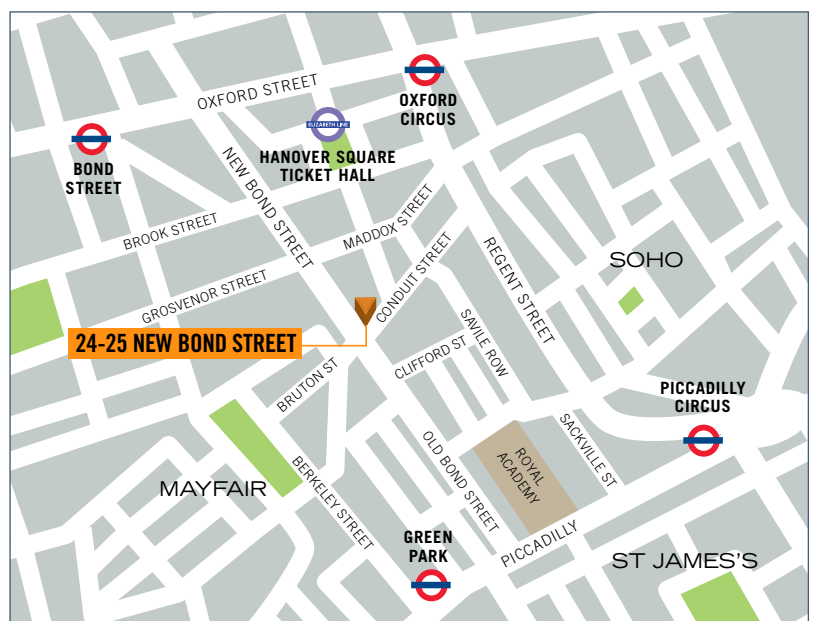 OXFORD STREET
OXFORD
CIRCUS
ELIZABETH LINE
BOND
STREET
HANOVER SQUARE
TICKET HALL
NEW BOND STREET
BROOK STREET
MADDOX STREET
GROSVENOR STREET
CONDUIT STREET
REGENT STREET
SOHO
24-25 NEW BOND STREET
SAVILE ROW
CLIFFORD ST
BRUTON ST
PICCADILLY
CIRCUS
SACKVILLE ST
OLD BOND STREET
ROYAL
ACADEMY
MAYFAIR
BERKELEY STREET
GREEN
PARK
PICCADILLY
ST JAMES'S